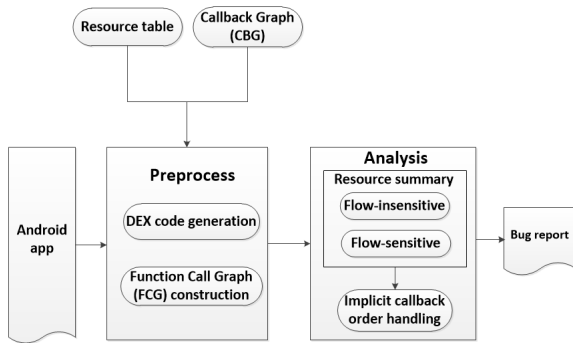 Resource table
Callback Graph
(CBG)
Android
app
Preprocess
DEX code generation
Function Call Graph
(FCG) construction
Analysis
Resource summary
Flow-insensitive
Flow-sensitive
Implicit callback
order handling
Bug report